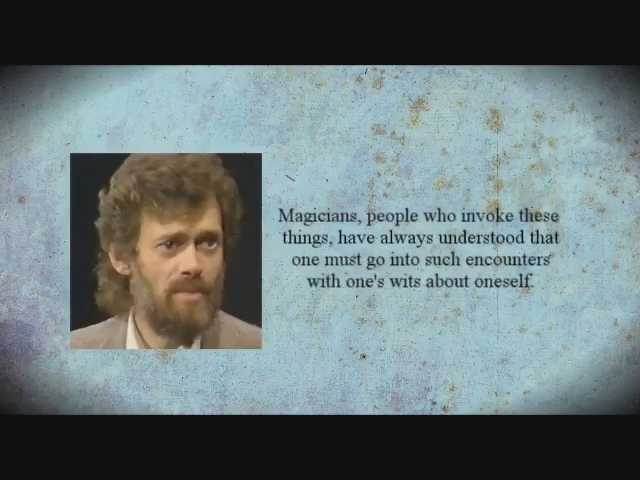 Magicians, people who invoke these
things, have always understood that
one must go into such encounters
with one's wits about oneself.